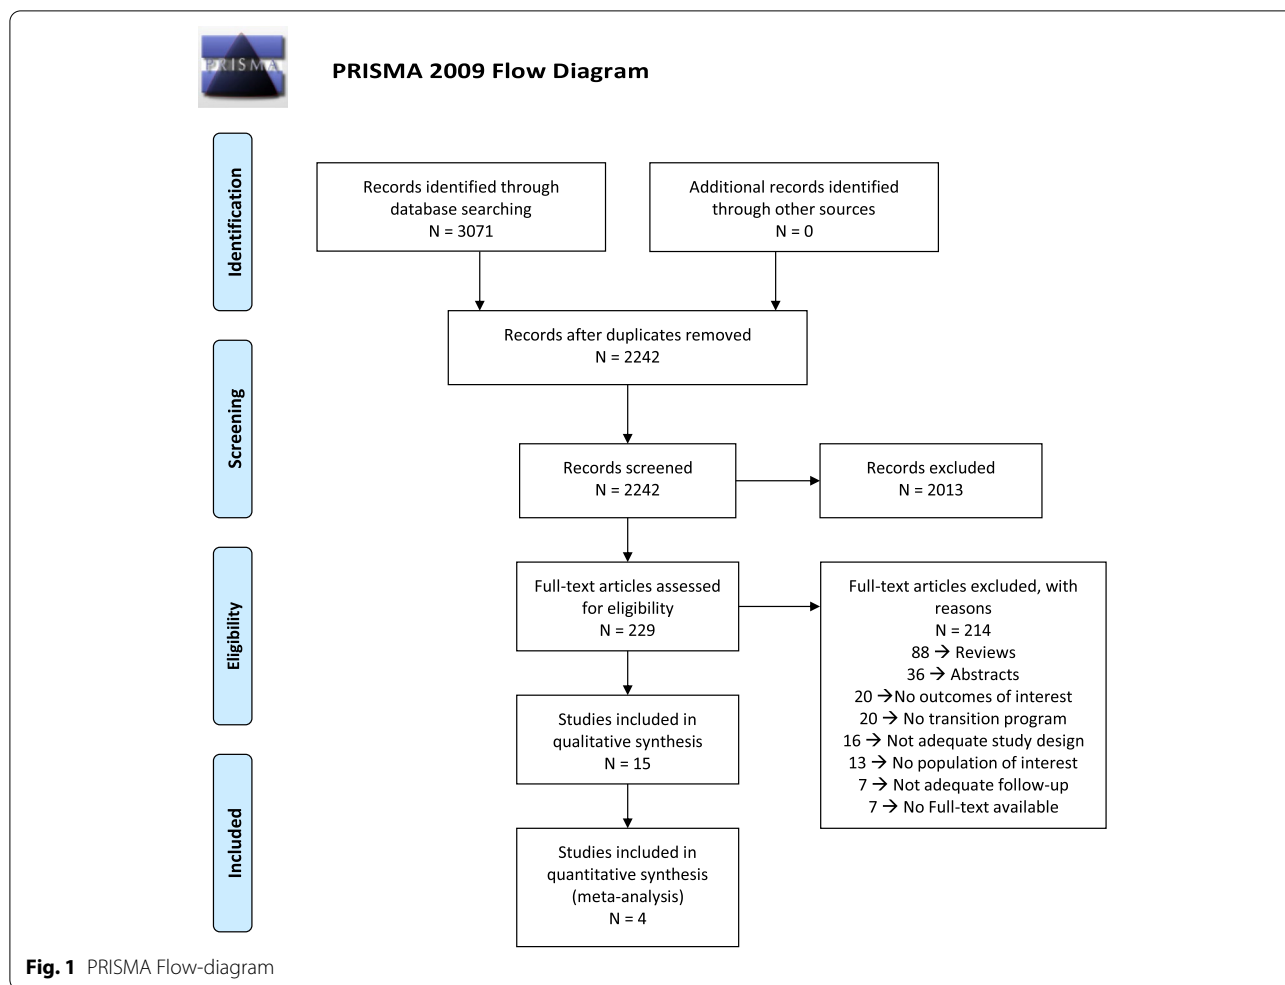 PRISMA
PRISMA 2009 Flow Diagram
Identification
Records identified through
database searching
N = 3071
Additional records identified
through other sources
N = 0
Records after duplicates removed
N = 2242
Screening
Records screened
N = 2242
Records excluded
N = 2013
Eligibility
Full-text articles assessed
for eligibility
N = 229
Full-text articles excluded, with
reasons
N = 214
88 → Reviews
36 → Abstracts
20 →No outcomes of interest
20 → No transition program
16 → Not adequate study design
13 → No population of interest
7 → Not adequate follow-up
7 → No Full-text available
Studies included in
qualitative synthesis
N = 15
Included
Studies included in
quantitative synthesis
(meta-analysis)
N = 4
Fig. 1 PRISMA Flow-diagram